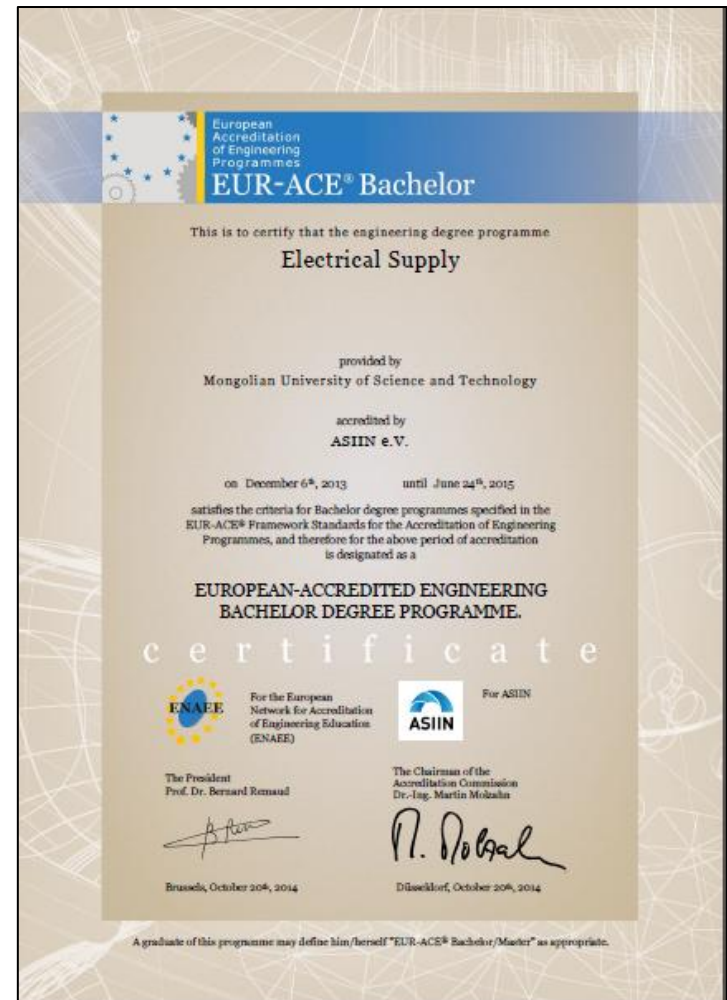 European
Accreditation
of Engineering
Programmes
EUR-ACE® Bachelor
This is to certify that the engineering degree programme
Electrical Supply
provided by
Mongolian University of Science and Technology
accredited by
ASIIN e.V.
on December 6th, 2013 until June 24th, 2015
satisfies the criteria for Bachelor degree programmes specified in the
EUR-ACE® Framework Standards for the Accreditation of Engineering
Programmes, and therefore for the above period of accreditation
is designated as a
EUROPEAN-ACCREDITED ENGINEERING
BACHELOR DEGREE PROGRAMME.
certificate
ENAEE
For the European
Network for Accreditation
of Engineering Education
(ENAEE)
ASIIN
For ASIIN
The President
Prof. Dr. Bernard Remaud
The Chairman of the
Accreditation Commission
Dr.-Ing. Martin Molzahn
Brussels, October 20th, 2014
Düsseldorf, October 20th, 2014
A graduate of this programme may define him/herself "EUR-ACE® Bachelor/Master" as appropriate.